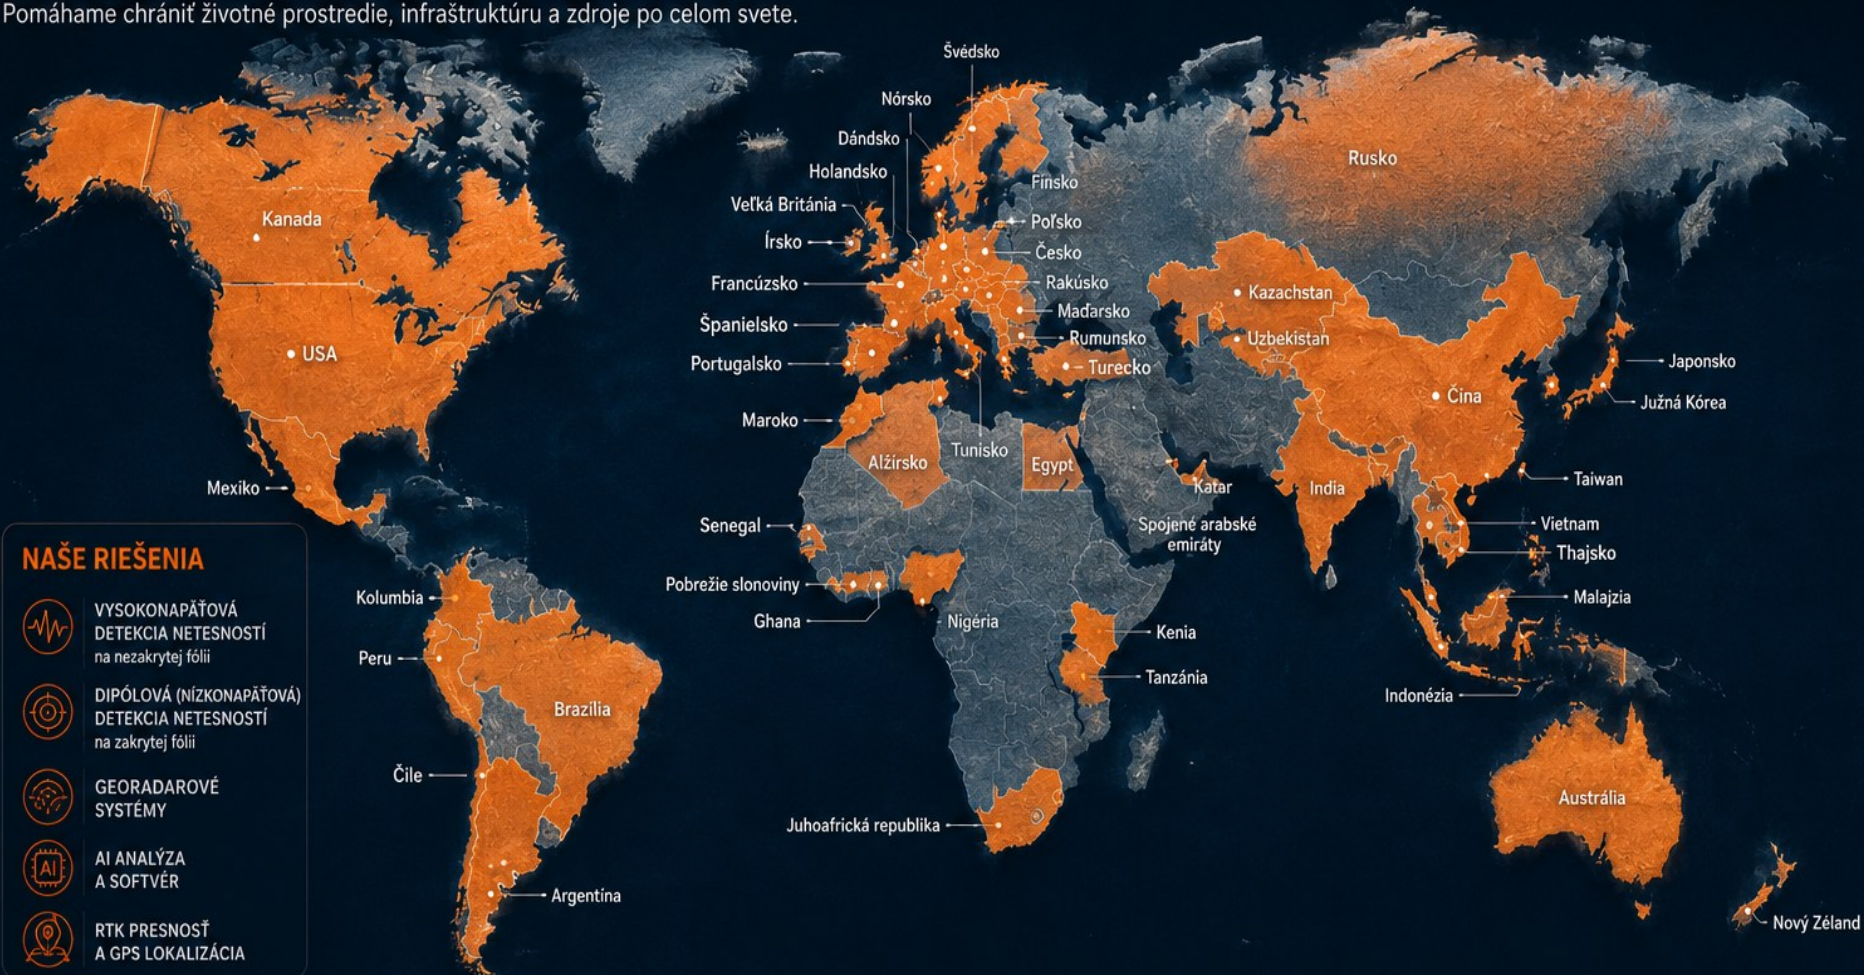 Pomáhame chrániť životné prostredie, infraštruktúru a zdroje po celom svete.
Švédsko
Nórsko
Dándsko
Holandsko
Veľká Británia
Írsko
Francúzsko
Španielsko
Portugalsko
Fínsko
Poľsko
Česko
Rakúsko
Maďarsko
Rumunsko
Turecko
Rusko
Kazachstan
Uzbekistan
Čína
Japonsko
Južná Kórea
Taiwan
Vietnam
Thajsko
Malajzia
Indonézia
India
Katar
Spojené arabské
emiráty
Kanada
USA
Mexiko
Maroko
Alžírsko
Tunisko
Egypt
Senegal
Pobrežie slonoviny
Ghana
Nigéria
Kenia
Tanzánia
Juhoafrická republika
Kolumbia
Peru
Brazília
Čile
Argentína
Austrália
Nový Zéland
NAŠE RIEŠENIA
VYSOKONAPÄŤOVÁ
DETEKCIA NETESNOSTÍ
na nezakrytej fólii
DIPÓLOVÁ (NÍZKONAPÄŤOVÁ)
DETEKCIA NETESNOSTÍ
na zakrytej fólii
GEORADAROVÉ
SYSTÉMY
AI
AI ANALÝZA
A SOFTVÉR
RTK PRESNOSŤ
A GPS LOKALIZÁCIA